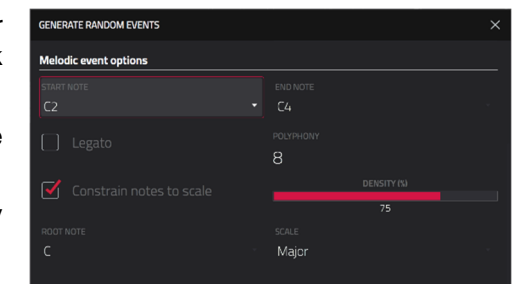 GENERATE RANDOM EVENTS
Melodic event options
START NOTE
END NOTE
C2
C4
Legato
POLYPHONY
8
Constrain notes to scale
DENSITY (%)
75
ROOT NOTE
SCALE
C
Major